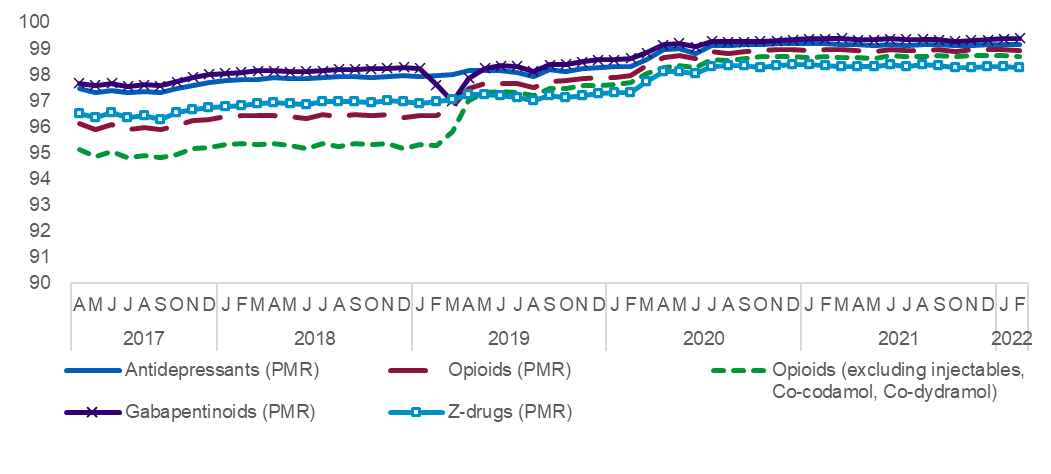 100
99
98
97
96
95
94
93
92
91
90
A M J J A S O N D J F M A M J J A S O N D J F M A M J J A S O N D J F M A M J J A S O N D J F M A M J J A S O N D J F
2017 2018 2019 2020 2021 2022
Antidepressants (PMR) Opioids (PMR) Opioids (excluding injectables,
Co-codamol, Co-dydramol)
Gabapentinoids (PMR) Z-drugs (PMR)